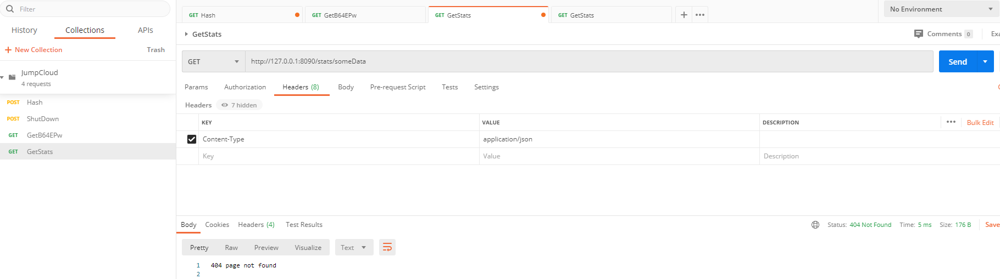 Filter
History Collections APIs
+ New Collection Trash
JumpCloud
4 requests
POST Hash
POST ShutDown
GET GetB64EPw
GET GetStats
GET Hash GET GetB64EPw GET GetStats GET GetStats + ••• No Environment
GetStats Comments 0 Exa
GET http://127.0.0.1:8090/stats/someData Send
Params Authorization Headers (8) Body Pre-request Script Tests Settings
Headers 7 hidden
KEY VALUE DESCRIPTION ••• Bulk Edit
Content-Type application/json
Key Value Description
Body Cookies Headers (4) Test Results Status: 404 Not Found Time: 5 ms Size: 176 B Save
Pretty Raw Preview Visualize Text
1 404 page not found
2